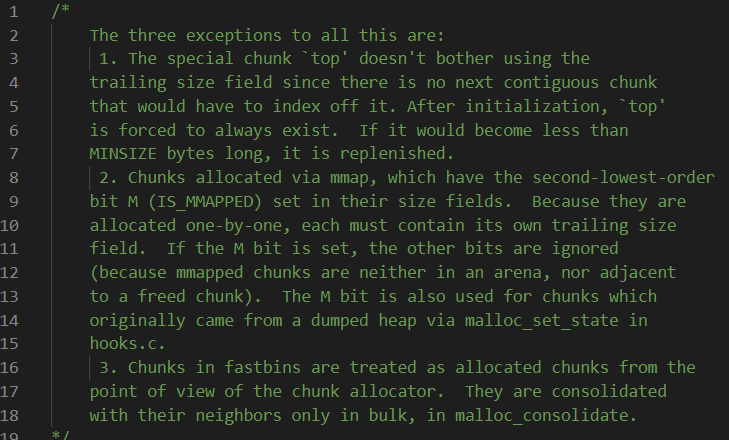 1 /*
2 The three exceptions to all this are:
3 1. The special chunk `top' doesn't bother using the
4 trailing size field since there is no next contiguous chunk
5 that would have to index off it. After initialization, `top'
6 is forced to always exist.  If it would become less than
7 MINSIZE bytes long, it is replenished.
8 2. Chunks allocated via mmap, which have the second-lowest-order
9 bit M (IS_MMAPPED) set in their size fields.  Because they are
10 allocated one-by-one, each must contain its own trailing size
11 field.  If the M bit is set, the other bits are ignored
12 (because mmapped chunks are neither in an arena, nor adjacent
13 to a freed chunk).  The M bit is also used for chunks which
14 originally came from a dumped heap via malloc_set_state in
15 hooks.c.
16 3. Chunks in fastbins are treated as allocated chunks from the
17 point of view of the chunk allocator.  They are consolidated
18 with their neighbors only in bulk, in malloc_consolidate.
19 */